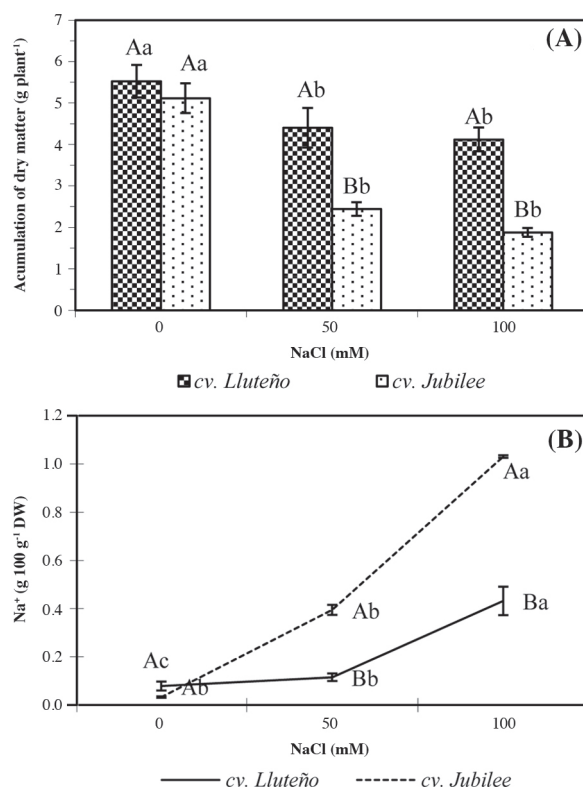 (A)
Acumulation of dry matter (g plant⁻¹)
7
6
5
4
3
2
1
0
Aa
Aa
Ab
Bb
Ab
Bb
0
50
100
NaCl (mM)
cv. Lluteño
cv. Jubilee
(B)
Na⁺ (g 100 g⁻¹ DW)
1.2
1.0
0.8
0.6
0.4
0.2
0.0
Ac
Ab
Ab
Bb
Aa
Ba
0
50
100
NaCl (mM)
cv. Lluteño
cv. Jubilee